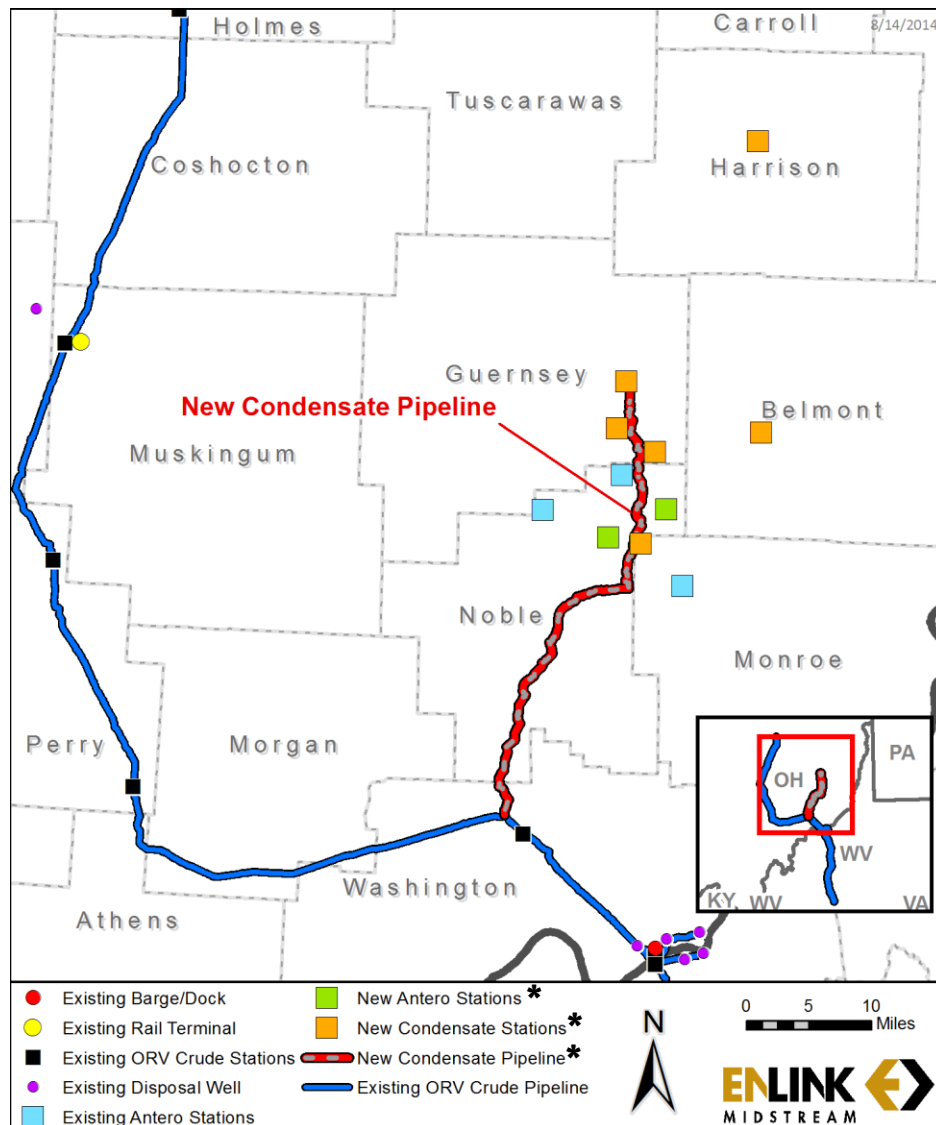 Holmes
Carroll
8/14/2014
Tuscarawas
Coshocton
Harrison
Guernsey
New Condensate Pipeline
Belmont
Muskingum
Noble
Monroe
Perry
Morgan
PA
OH
WV
KY
WV
VA
Washington
Athens
Existing Barge/Dock
Existing Rail Terminal
Existing ORV Crude Stations
Existing Disposal Well
Existing Antero Stations
New Antero Stations *
New Condensate Stations *
New Condensate Pipeline *
Existing ORV Crude Pipeline
N
0 5 10
Miles
ENLINK
MIDSTREAM